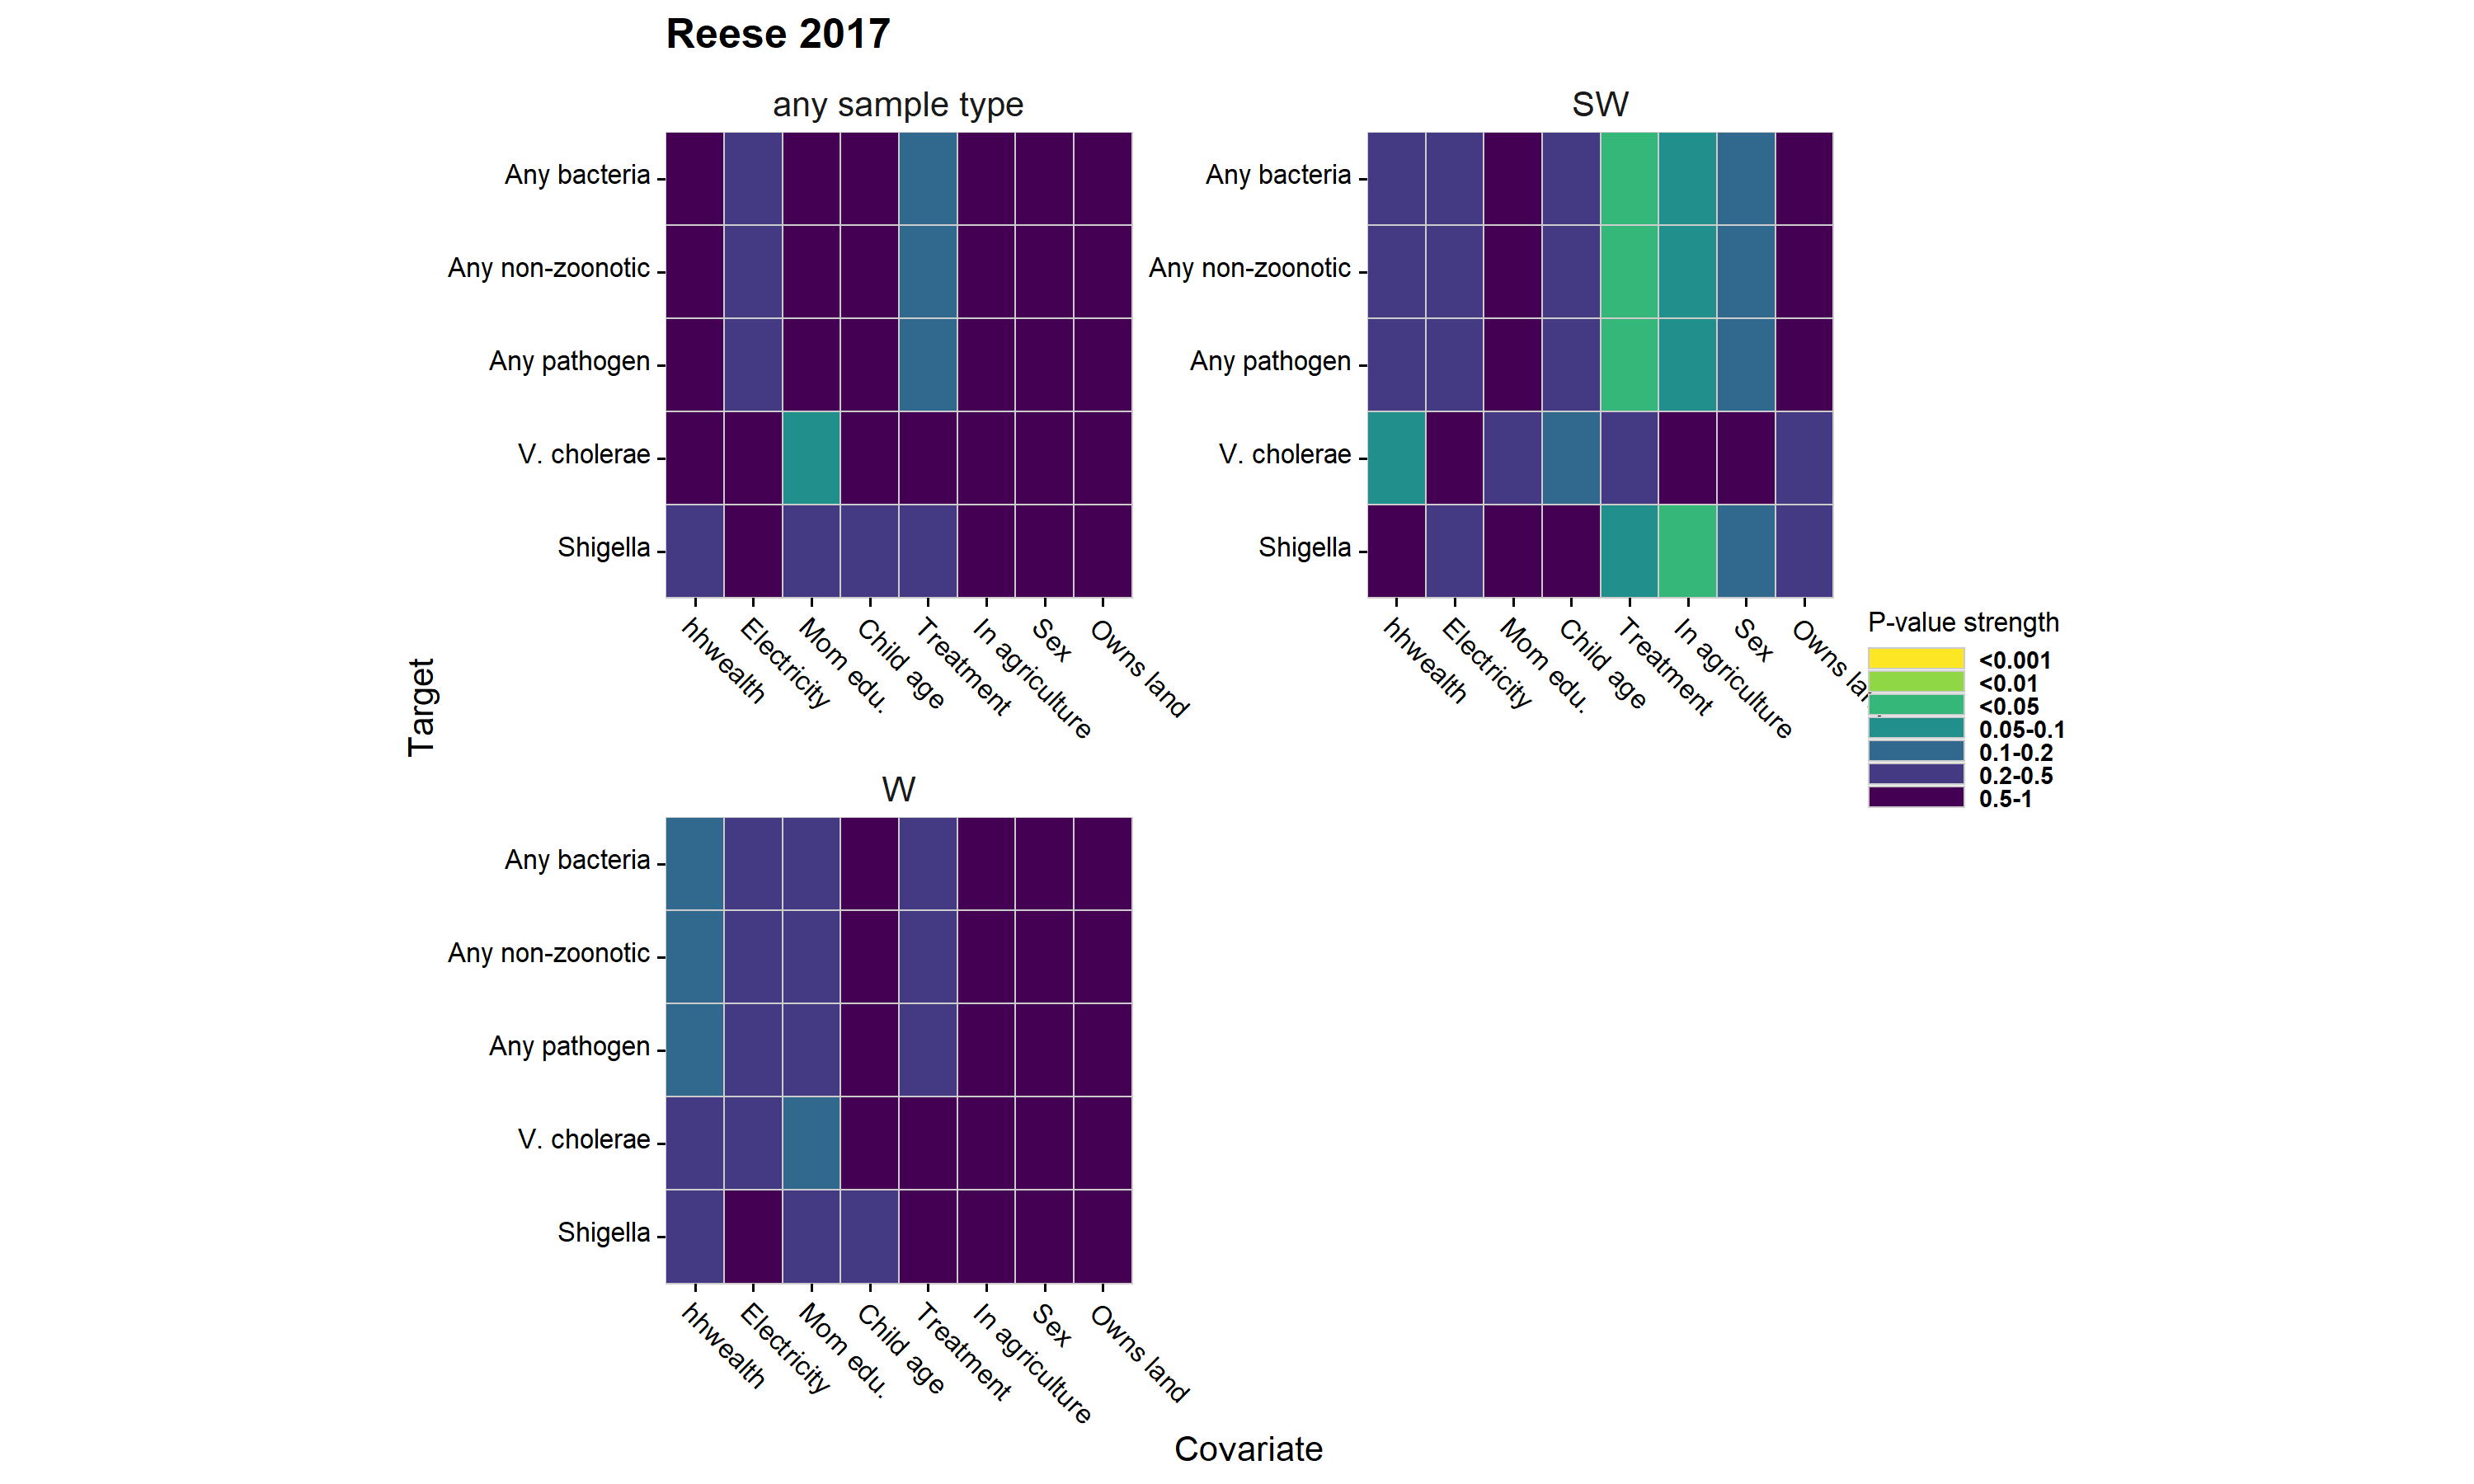 Reese 2017
any sample type
Any bacteria
Any non-zoonotic
Any pathogen
V. cholerae
Shigella
hhwealth
Electricity
Mom edu.
Child age
Treatment
In agriculture
Sex
Owns land
SW
Any bacteria
Any non-zoonotic
Any pathogen
V. cholerae
Shigella
hhwealth
Electricity
Mom edu.
Child age
Treatment
In agriculture
Sex
Owns
P-value strength
<0.001
<0.01
<0.05
0.05-0.1
0.1-0.2
0.2-0.5
0.5-1
Target
W
Any bacteria
Any non-zoonotic
Any pathogen
V. cholerae
Shigella
hhwealth
Electricity
Mom edu.
Child age
Treatment
In agriculture
Sex
Owns land
Covariate